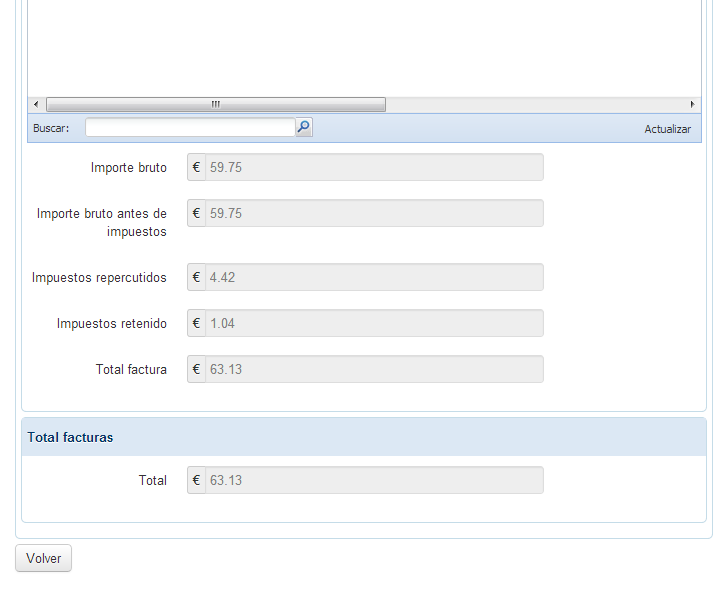 Buscar:
Actualizar
Importe bruto € 59.75
Importe bruto antes de
impuestos € 59.75
Impuestos repercutidos € 4.42
Impuestos retenido € 1.04
Total factura € 63.13
Total facturas
Total € 63.13
Volver